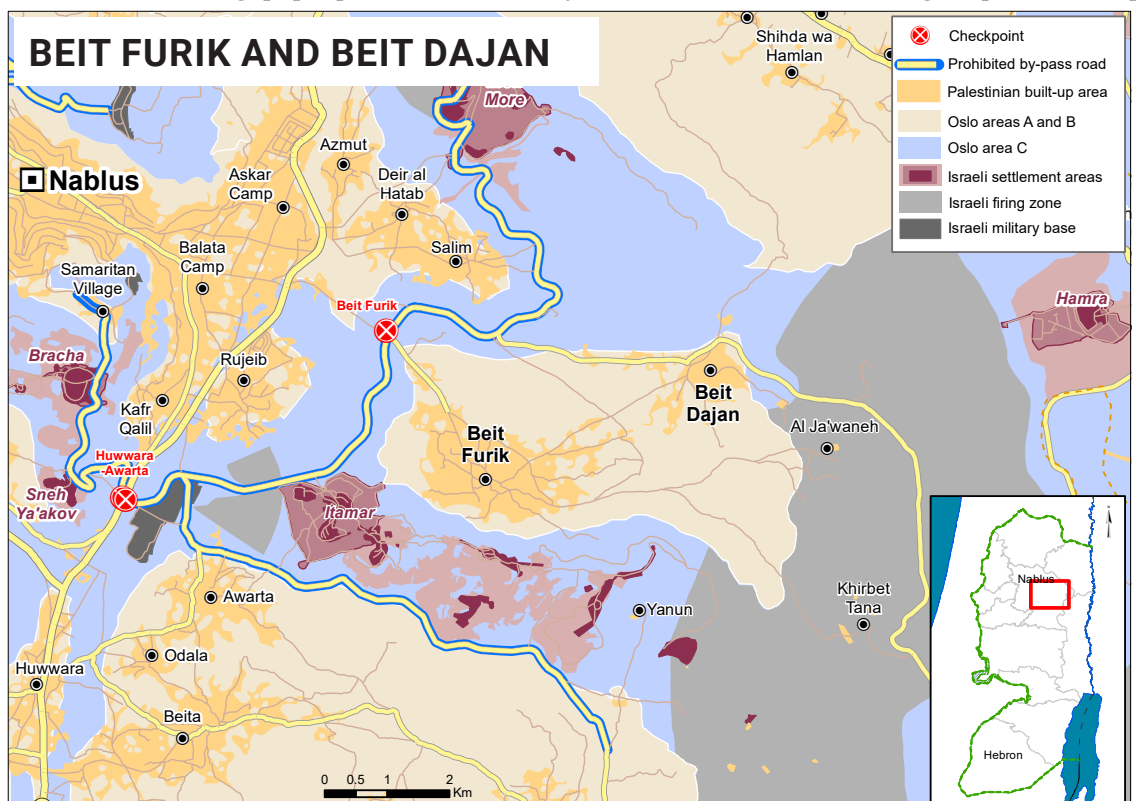 BEIT FURIK AND BEIT DAJAN
Checkpoint
Prohibited by-pass road
Palestinian built-up area
Oslo areas A and B
Oslo area C
Israeli settlement areas
Israeli firing zone
Israeli military base
Shihda wa
Hamlan
More
Azmut
Nablus
Askar
Camp
Deir al
Hatab
Balata
Camp
Salim
Samaritan
Village
Beit Furik
Hamra
Bracha
Rujeib
Kafr
Qalil
Beit
Dajan
Al Ja'waneh
Beit
Furik
Huwwara
-Awarta
Sneh
Ya'akov
Itamar
Awarta
Yanun
Khirbet
Tana
Odala
Huwwara
Beita
0 0.5 1 2
Km
Nablus
Hebron